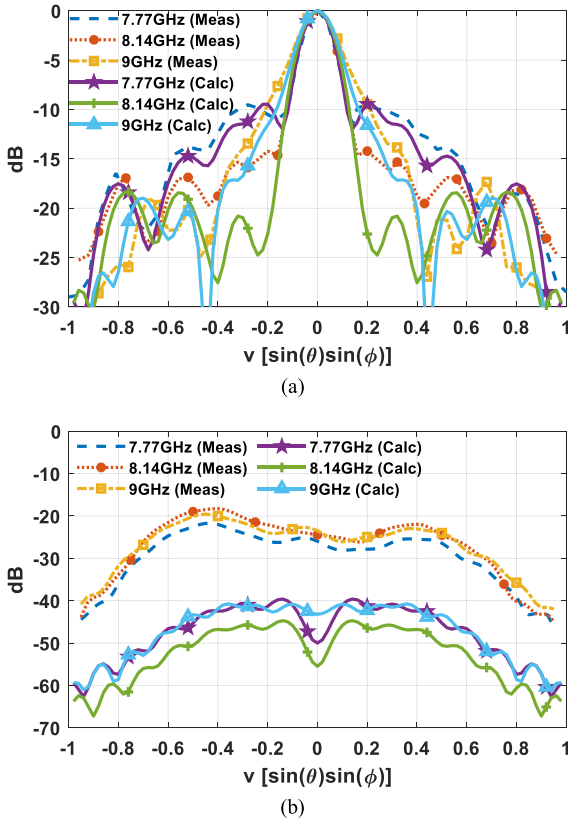 0
-5
-10
-15
-20
-25
-30
dB
7.77GHz (Meas)
8.14GHz (Meas)
9GHz (Meas)
7.77GHz (Calc)
8.14GHz (Calc)
9GHz (Calc)
-1 -0.8 -0.6 -0.4 -0.2 0 0.2 0.4 0.6 0.8 1
v [sin(θ)sin(ϕ)]
(a)
0
-10
-20
-30
-40
-50
-60
-70
dB
7.77GHz (Meas) 7.77GHz (Calc)
8.14GHz (Meas) 8.14GHz (Calc)
9GHz (Meas) 9GHz (Calc)
-1 -0.8 -0.6 -0.4 -0.2 0 0.2 0.4 0.6 0.8 1
v [sin(θ)sin(ϕ)]
(b)